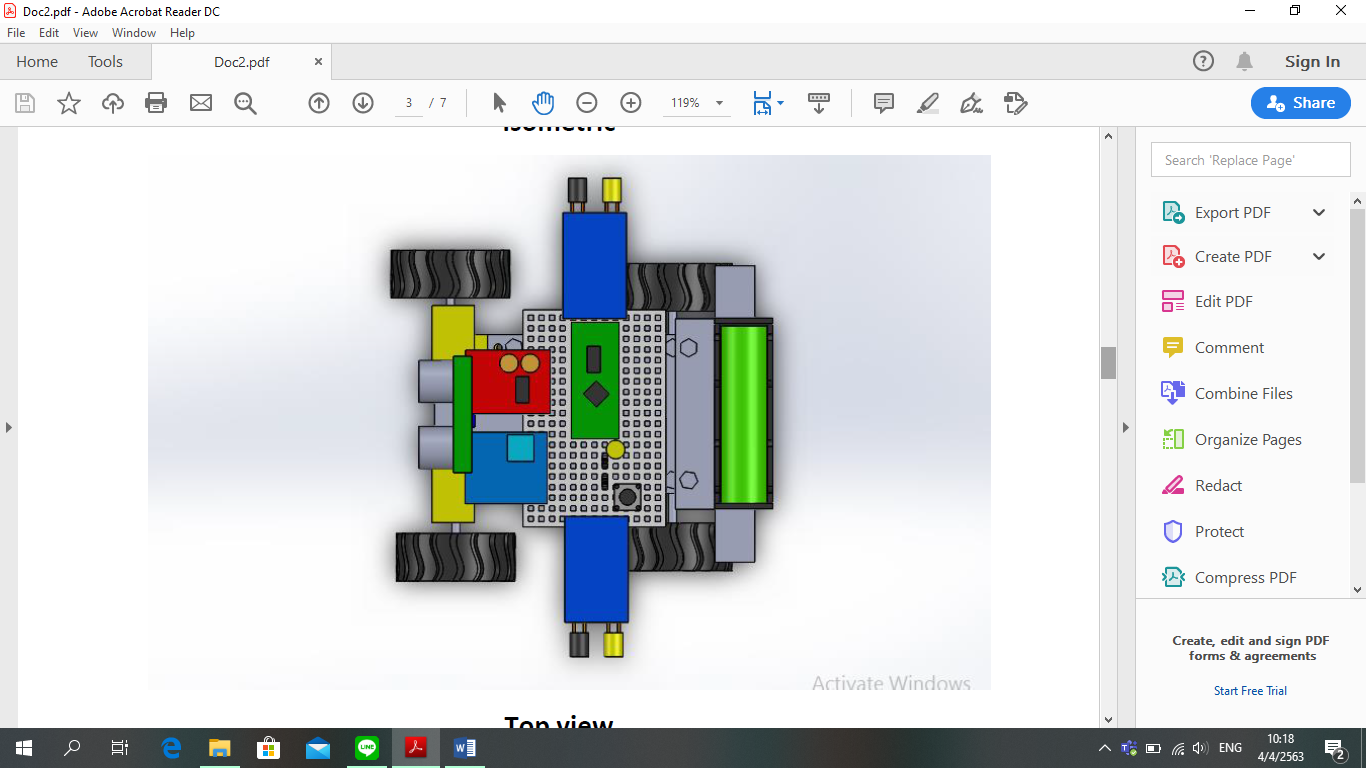 Doc2.pdf - Adobe Acrobat Reader DC
File Edit View Window Help
Home Tools Doc2.pdf × Sign In
3 / 7 119% Share
Isometric
Search 'Replace Page'
Export PDF
Create PDF
Edit PDF
Comment
Combine Files
Organize Pages
Redact
Protect
Compress PDF
Activate Windows
Create, edit and sign PDF
forms & agreements
Start Free Trial
Top view
LINE
W
ENG
10:18
4/4/2563
2